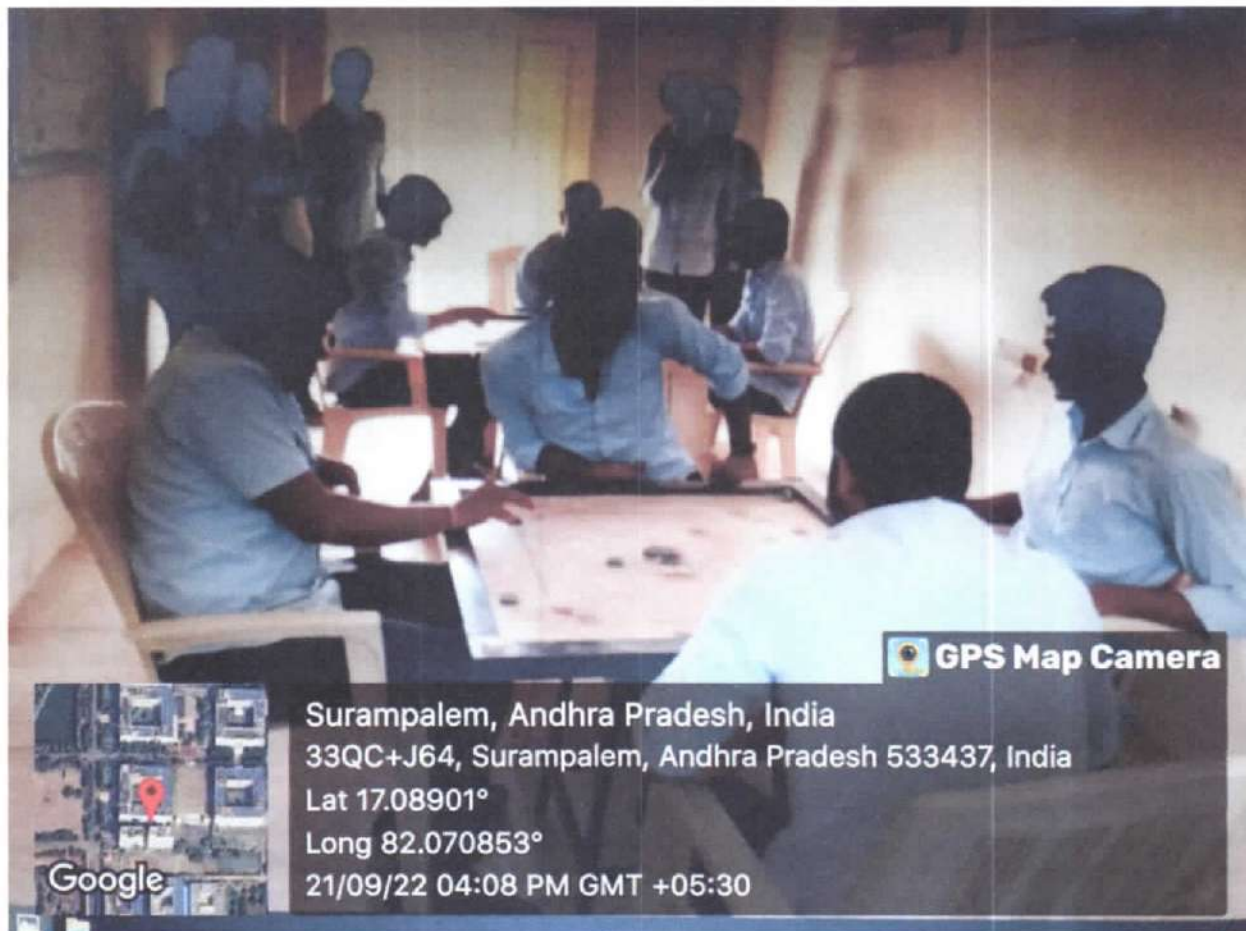 GPS Map Camera
Surampalem, Andhra Pradesh, India
33QC+J64, Surampalem, Andhra Pradesh 533437, India
Lat 17.08901°
Long 82.070853°
21/09/22 04:08 PM GMT +05:30
Google